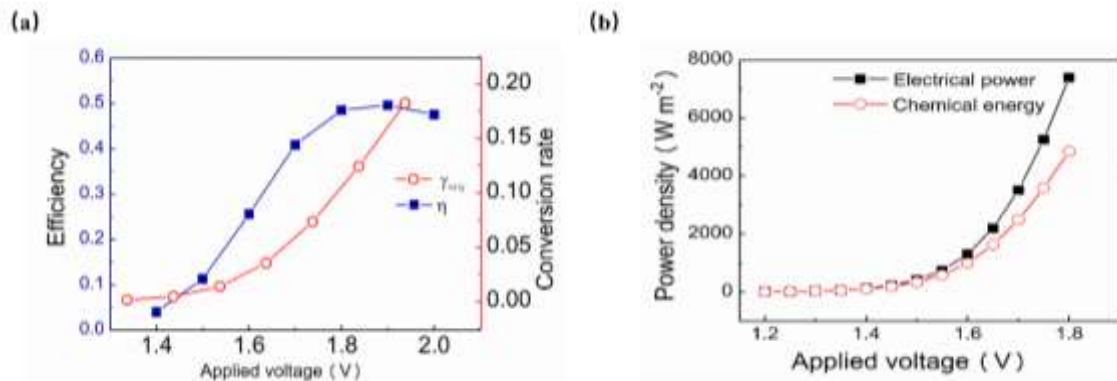 (a)
0.6
0.5
0.4
0.3
0.2
0.1
0.0
Efficiency
1.4
1.6
1.8
2.0
Applied voltage (V)
0.20
0.15
0.10
0.05
0.00
Conversion rate
γ
η
(b)
8000
6000
4000
2000
0
Power density (W m-2)
Electrical power
Chemical energy
1.2
1.4
1.6
1.8
Applied voltage (V)